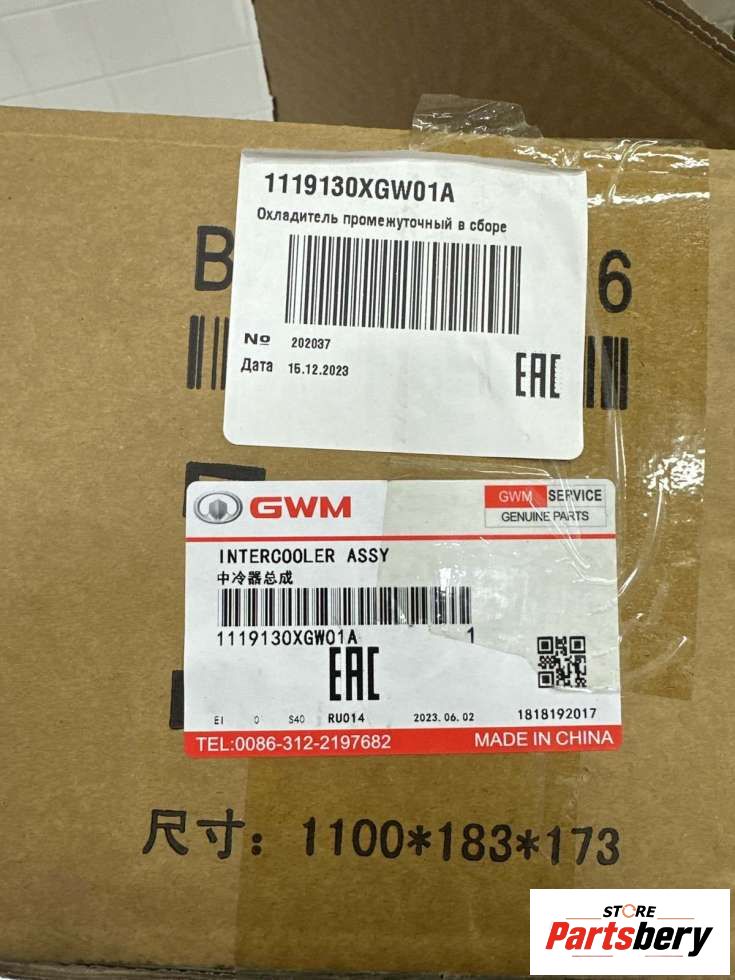 1119130XGW01A
Охладитель промежуточный в сборе
B 6
№ 202037
Дата 15.12.2023
EAC
GWM
GWM SERVICE
GENUINE PARTS
INTERCOOLER ASSY
中冷器总成
1119130XGW01A 1
EAC
EI 0 S40 RU014 2023.06.02 1818192017
TEL:0086-312-2197682 MADE IN CHINA
尺寸：1100*183*173
STORE
Partsbery